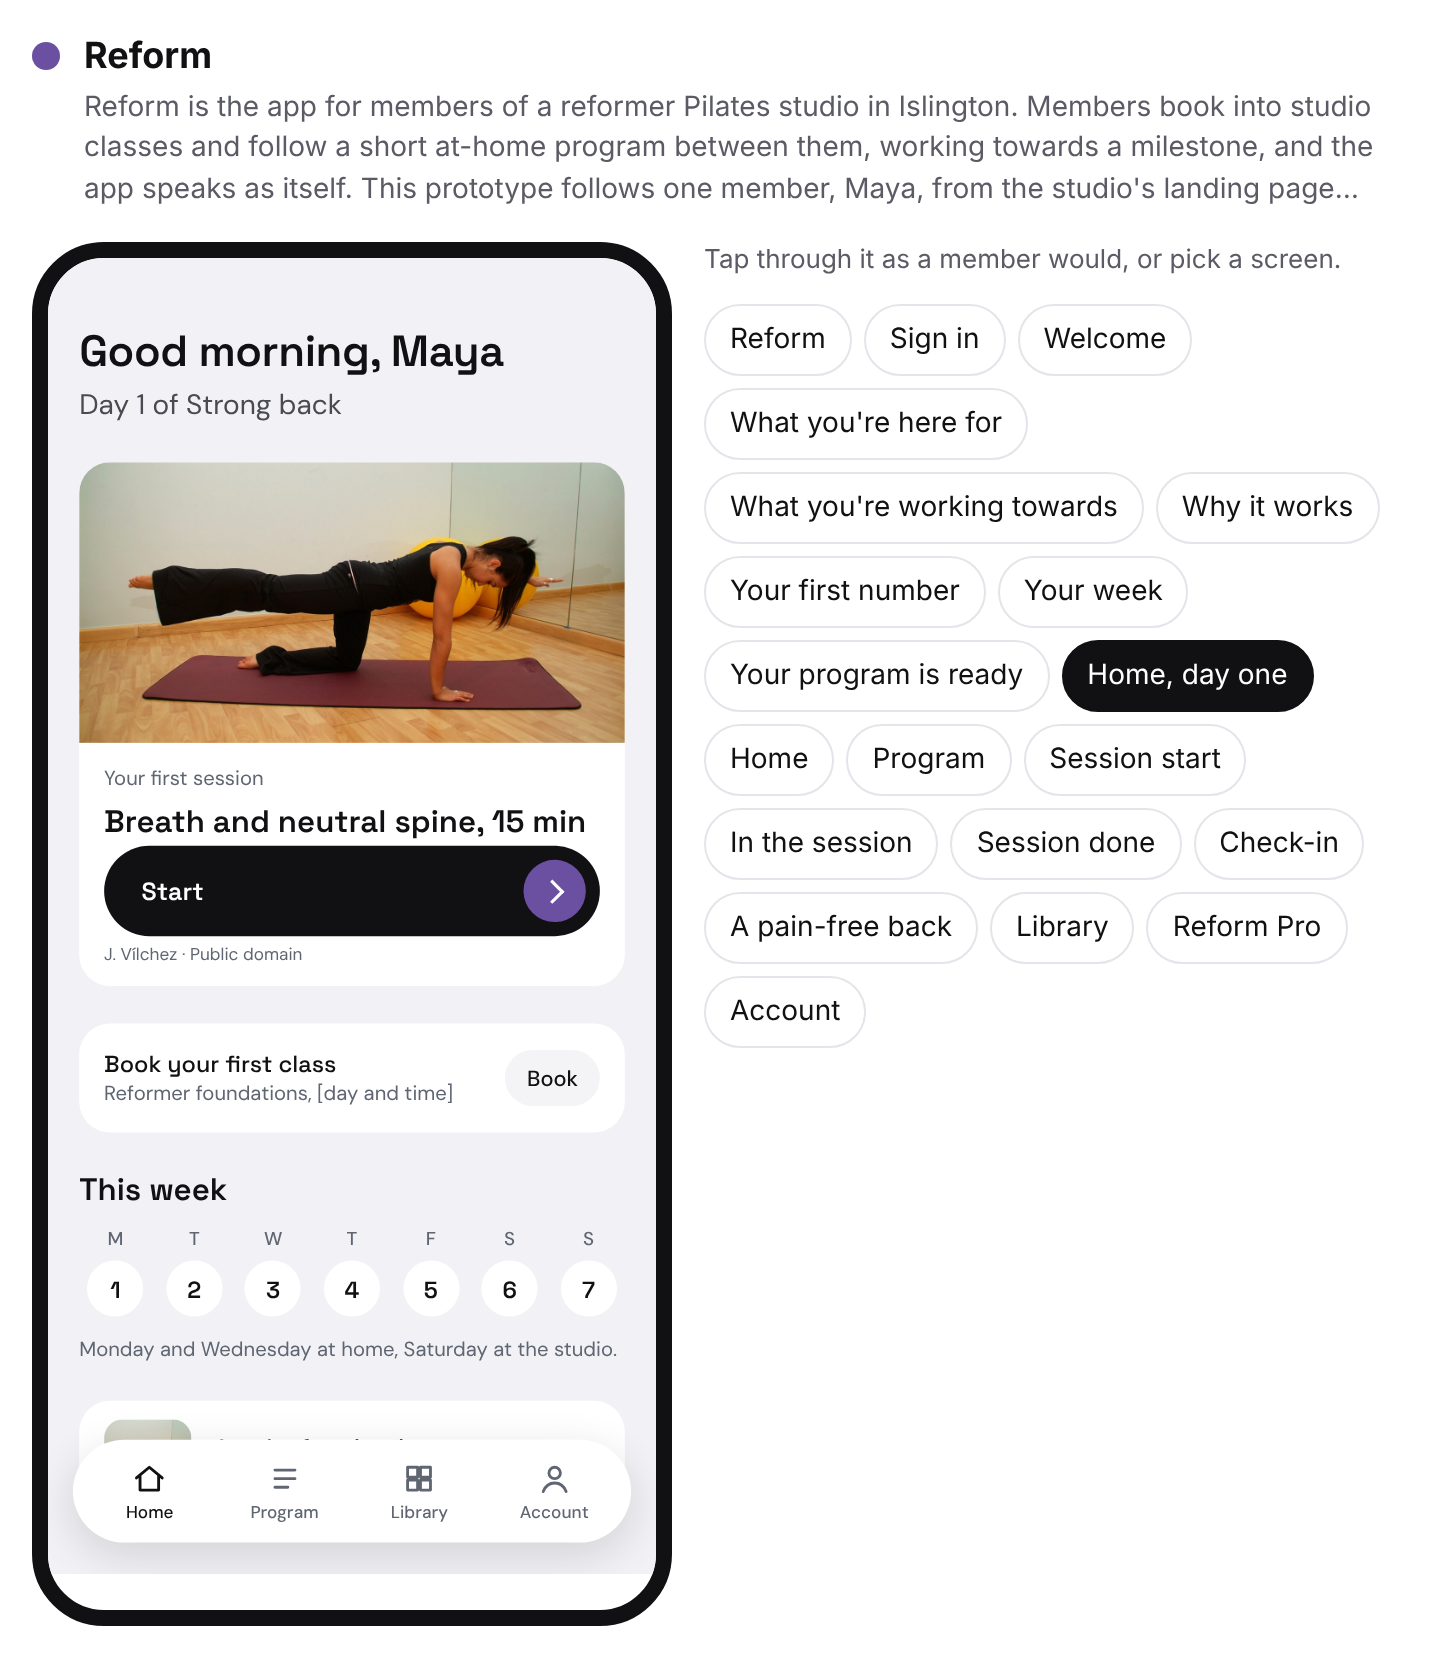 Reform
Reform is the app for members of a reformer Pilates studio in Islington. Members book into studio
classes and follow a short at-home program between them, working towards a milestone, and the
app speaks as itself. This prototype follows one member, Maya, from the studio's landing page...
Good morning, Maya
Day 1 of Strong back
Your first session
Breath and neutral spine, 15 min
Start
J. Vílchez · Public domain
Book your first class
Reformer foundations, [day and time]
Book
This week
M T W T F S S
1 2 3 4 5 6 7
Monday and Wednesday at home, Saturday at the studio.
Home Program Library Account
Tap through it as a member would, or pick a screen.
Reform Sign in Welcome
What you're here for
What you're working towards Why it works
Your first number Your week
Your program is ready Home, day one
Home Program Session start
In the session Session done Check-in
A pain-free back Library Reform Pro
Account